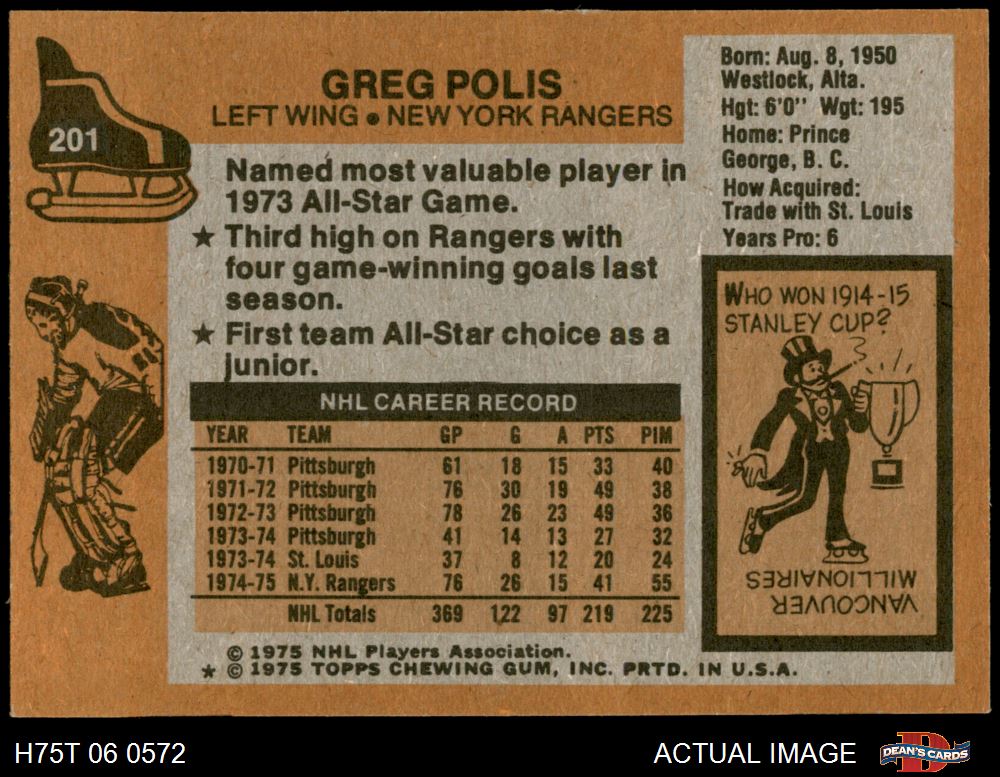 201
GREG POLIS
LEFT WING • NEW YORK RANGERS
Named most valuable player in
1973 All-Star Game.
★ Third high on Rangers with
four game-winning goals last
season.
★ First team All-Star choice as a
junior.
NHL CAREER RECORD
YEAR TEAM GP G A PTS PIM
1970-71 Pittsburgh 61 18 15 33 40
1971-72 Pittsburgh 76 30 19 49 38
1972-73 Pittsburgh 78 26 23 49 36
1973-74 Pittsburgh 41 14 13 27 32
1973-74 St. Louis 37 8 12 20 24
1974-75 N.Y. Rangers 76 26 15 41 55
NHL Totals 369 122 97 219 225
© 1975 NHL Players Association.
★ © 1975 TOPPS CHEWING GUM, INC. PRTD. IN U.S.A.
Born: Aug. 8, 1950
Westlock, Alta.
Hgt: 6'0" Wgt: 195
Home: Prince
George, B. C.
How Acquired:
Trade with St. Louis
Years Pro: 6
WHO WON 1914-15
STANLEY CUP?
VANCOUVER
MILLIONAIRES
H75T 06 0572
ACTUAL IMAGE
DEAN'S CARDS